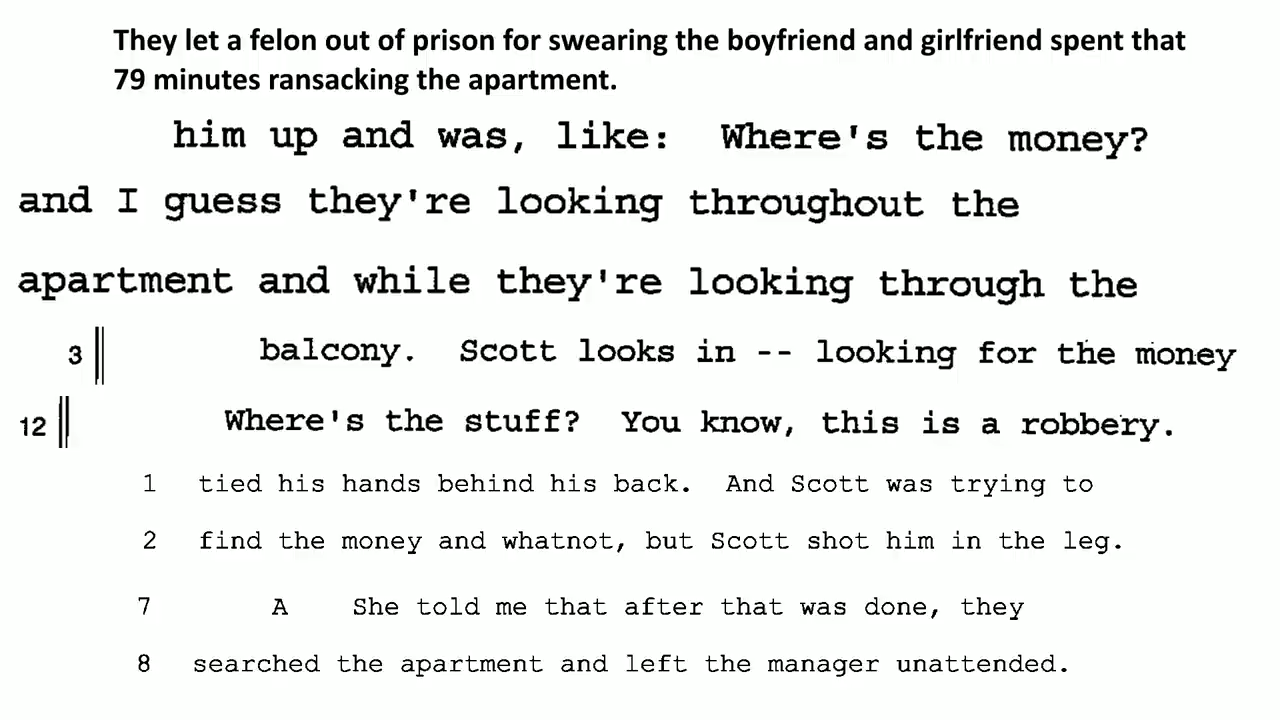 They let a felon out of prison for swearing the boyfriend and girlfriend spent that
79 minutes ransacking the apartment.
him up and was, like: Where's the money?
and I guess they're looking throughout the
apartment and while they're looking through the
3 balcony. Scott looks in -- looking for the money
12 Where's the stuff? You know, this is a robbery.
1 tied his hands behind his back. And Scott was trying to
2 find the money and whatnot, but Scott shot him in the leg.
7 A She told me that after that was done, they
8 searched the apartment and left the manager unattended.